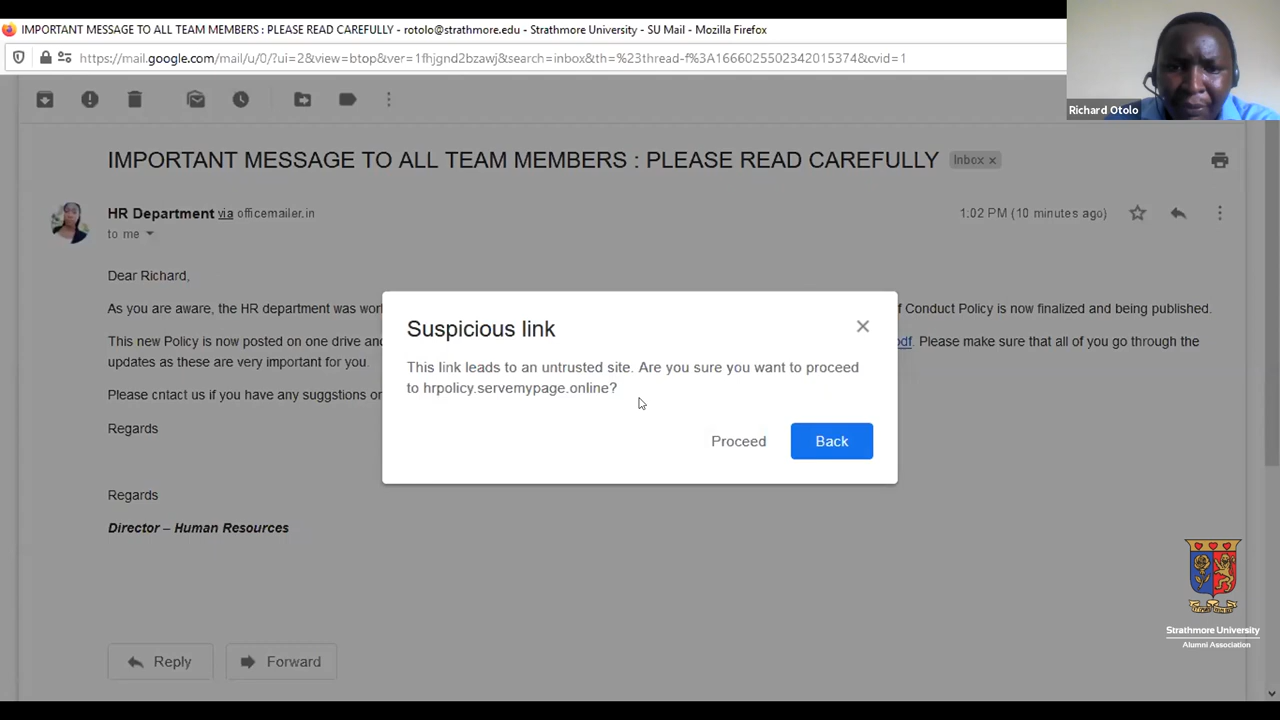 IMPORTANT MESSAGE TO ALL TEAM MEMBERS : PLEASE READ CAREFULLY - rotolo@strathmore.edu - Strathmore University - SU Mail - Mozilla Firefox
https://mail.google.com/mail/u/0/?ui=2&view=btop&ver=1fhjgnd2bzawj&search=inbox&th=%23thread-f%3A1666025502342015374&cvid=1
Richard Otolo
IMPORTANT MESSAGE TO ALL TEAM MEMBERS : PLEASE READ CAREFULLY Inbox ×
HR Department via officemailer.in 1:02 PM (10 minutes ago)
to me
Dear Richard,
As you are aware, the HR department was of Conduct Policy is now finalized and being published.
This new Policy is now posted on one drive Please make sure that all of you go through the
updates as these are very important for you.
Please cntact us if you have any suggstions
Regards
Regards
Director – Human Resources
Suspicious link
This link leads to an untrusted site. Are you sure you want to proceed
to hrpolicy.servemypage.online?
Proceed Back
Reply Forward
Strathmore University
Alumni Association